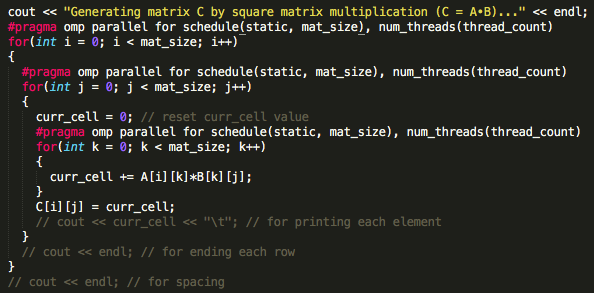 cout << "Generating matrix C by square matrix multiplication (C = A•B)..." << endl;
#pragma omp parallel for schedule(static, mat_size), num_threads(thread_count)
for(int i = 0; i < mat_size; i++)
{
  #pragma omp parallel for schedule(static, mat_size), num_threads(thread_count)
  for(int j = 0; j < mat_size; j++)
  {
    curr_cell = 0; // reset curr_cell value
    #pragma omp parallel for schedule(static, mat_size), num_threads(thread_count)
    for(int k = 0; k < mat_size; k++)
    {
      curr_cell += A[i][k]*B[k][j];
    }
    C[i][j] = curr_cell;
    // cout << curr_cell << "\t"; // for printing each element
  }
  // cout << endl; // for ending each row
}
// cout << endl; // for spacing